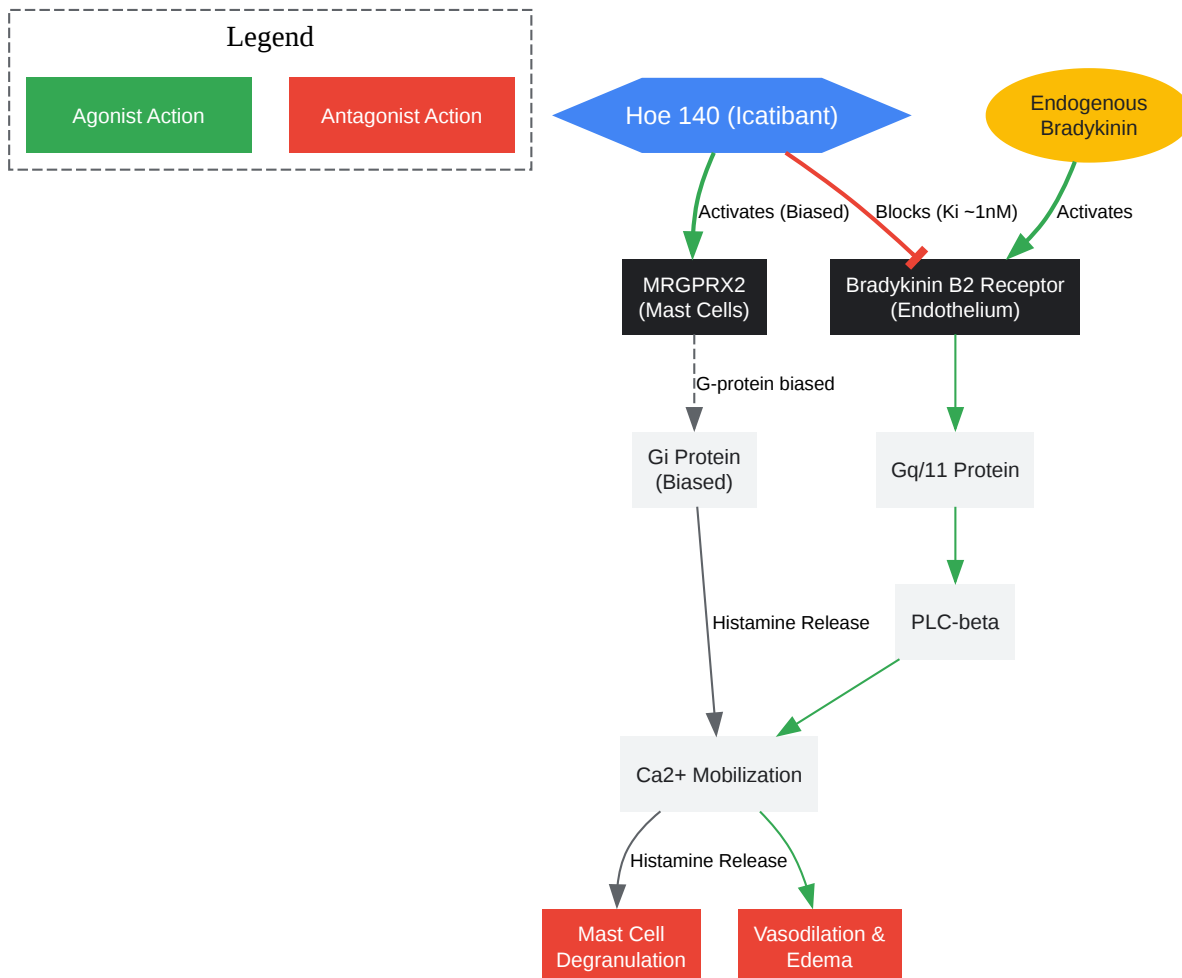 Legend
Agonist Action
Antagonist Action
Hoe 140 (Icatibant)
Endogenous
Bradykinin
Activates (Biased)
Blocks (Ki ~1nM)
Activates
MRGPRX2
(Mast Cells)
Bradykinin B2 Receptor
(Endothelium)
G-protein biased
Gi Protein
(Biased)
Gq/11 Protein
Histamine Release
PLC-beta
Ca2+ Mobilization
Histamine Release
Mast Cell
Degranulation
Vasodilation &
Edema